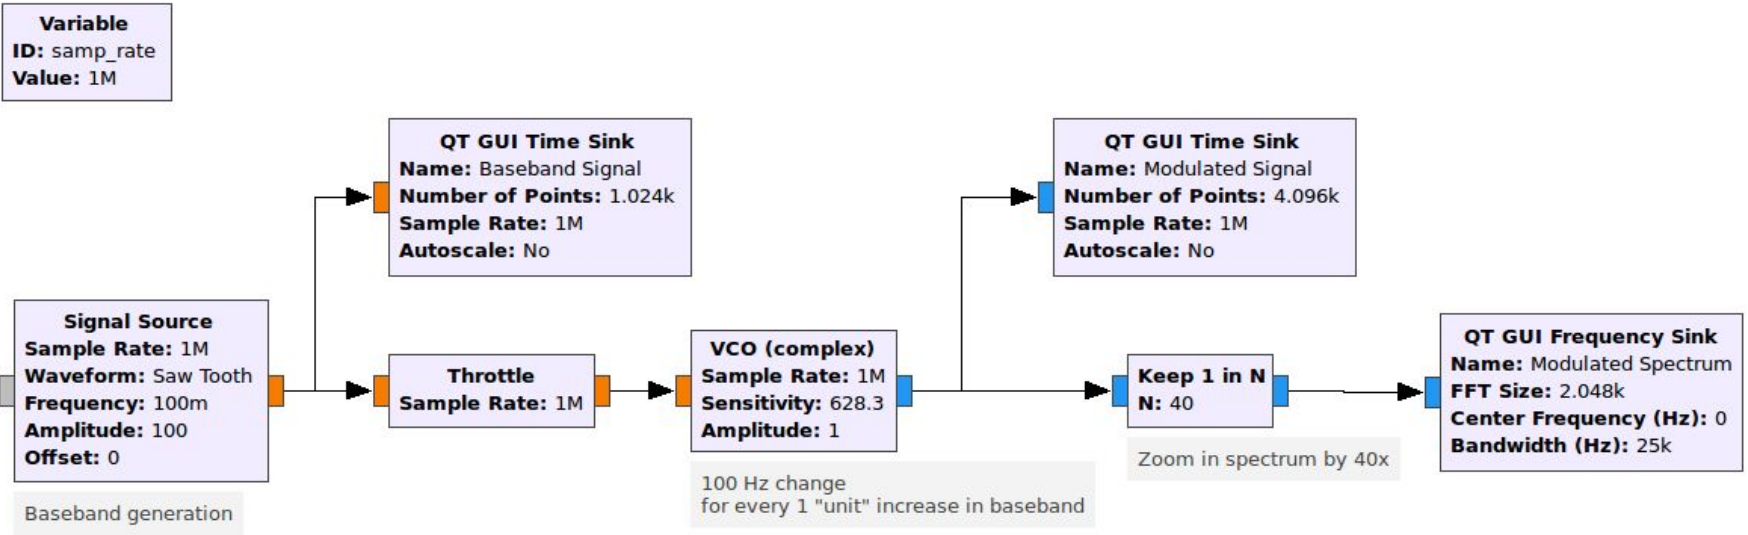 Variable
ID: samp_rate
Value: 1M
QT GUI Time Sink
Name: Baseband Signal
Number of Points: 1.024k
Sample Rate: 1M
Autoscale: No
QT GUI Time Sink
Name: Modulated Signal
Number of Points: 4.096k
Sample Rate: 1M
Autoscale: No
Signal Source
Sample Rate: 1M
Waveform: Saw Tooth
Frequency: 100m
Amplitude: 100
Offset: 0
Baseband generation
Throttle
Sample Rate: 1M
VCO (complex)
Sample Rate: 1M
Sensitivity: 628.3
Amplitude: 1
100 Hz change
for every 1 "unit" increase in baseband
Keep 1 in N
N: 40
Zoom in spectrum by 40x
QT GUI Frequency Sink
Name: Modulated Spectrum
FFT Size: 2.048k
Center Frequency (Hz): 0
Bandwidth (Hz): 25k